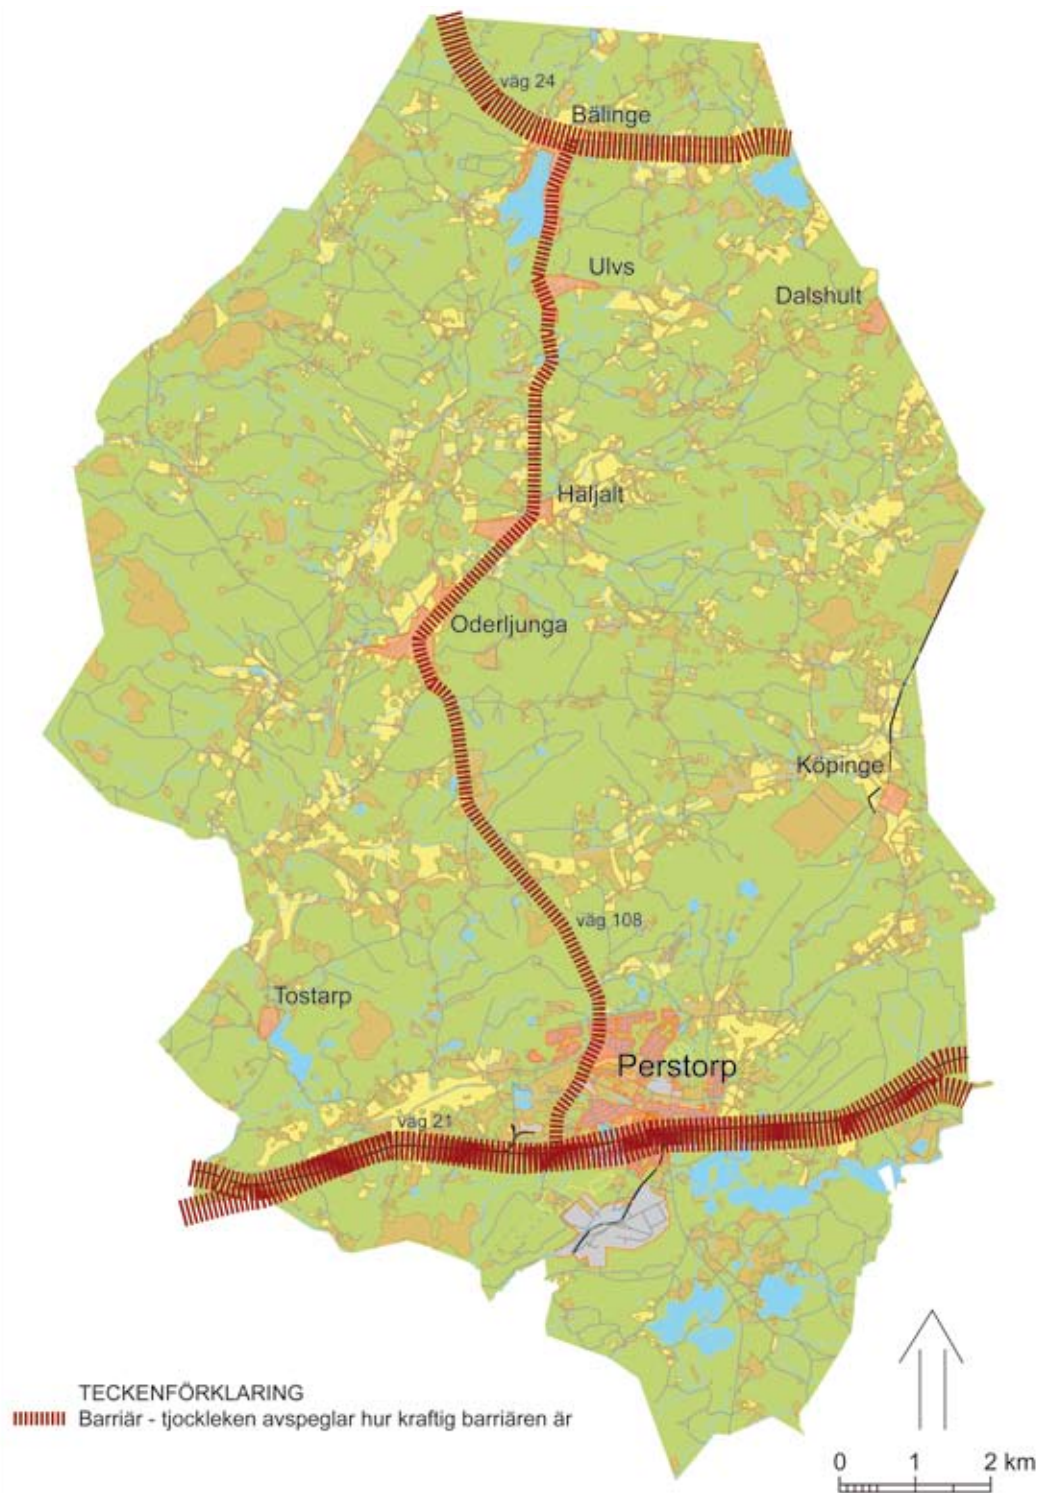 väg 24
Bälinge
Ulvs
Dalshult
Häljalt
Oderljunga
Köpinge
väg 108
Tostarp
Perstorp
väg 21
TECKENFÖRKLARING
Barriär - tjockleken avspeglar hur kraftig barriären är
0 1 2 km